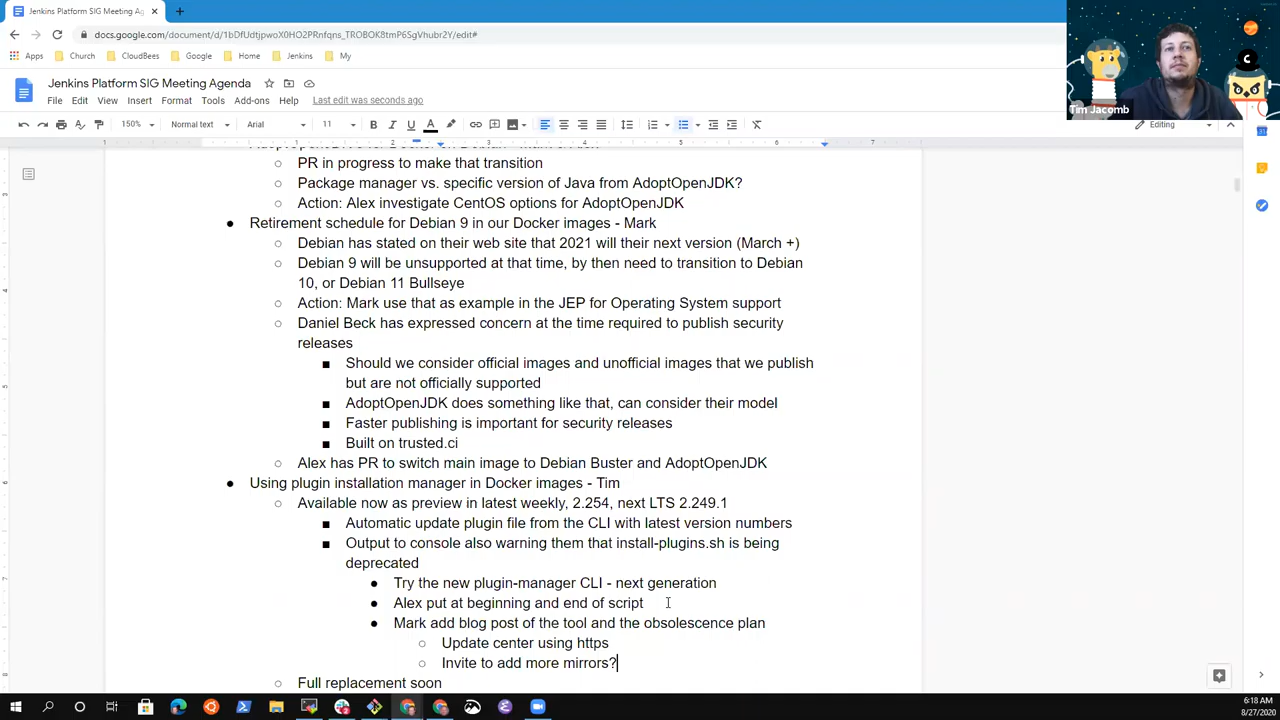 Jenkins Platform SIG Meeting Agenda
docs.google.com/document/d/1bDfUdtjpwoX0HO2PRnfqns_TROBOK8tmP6SgVhubr2Y/edit#
Apps Church CloudBees Google Home Jenkins My
Jenkins Platform SIG Meeting Agenda
Tim Jacomb
File Edit View Insert Format Tools Add-ons Help Last edit was seconds ago
150% Normal text Arial 11 B I U A Editing
1 1 2 3 4 5 6 7
PR in progress to make that transition
Package manager vs. specific version of Java from AdoptOpenJDK?
Action: Alex investigate CentOS options for AdoptOpenJDK
Retirement schedule for Debian 9 in our Docker images - Mark
Debian has stated on their web site that 2021 will their next version (March +)
Debian 9 will be unsupported at that time, by then need to transition to Debian
10, or Debian 11 Bullseye
Action: Mark use that as example in the JEP for Operating System support
Daniel Beck has expressed concern at the time required to publish security
releases
Should we consider official images and unofficial images that we publish
but are not officially supported
AdoptOpenJDK does something like that, can consider their model
Faster publishing is important for security releases
Built on trusted.ci
Alex has PR to switch main image to Debian Buster and AdoptOpenJDK
Using plugin installation manager in Docker images - Tim
Available now as preview in latest weekly, 2.254, next LTS 2.249.1
Automatic update plugin file from the CLI with latest version numbers
Output to console also warning them that install-plugins.sh is being
deprecated
Try the new plugin-manager CLI - next generation
Alex put at beginning and end of script
Mark add blog post of the tool and the obsolescence plan
Update center using https
Invite to add more mirrors?
Full replacement soon
6:18 AM
8/27/2020